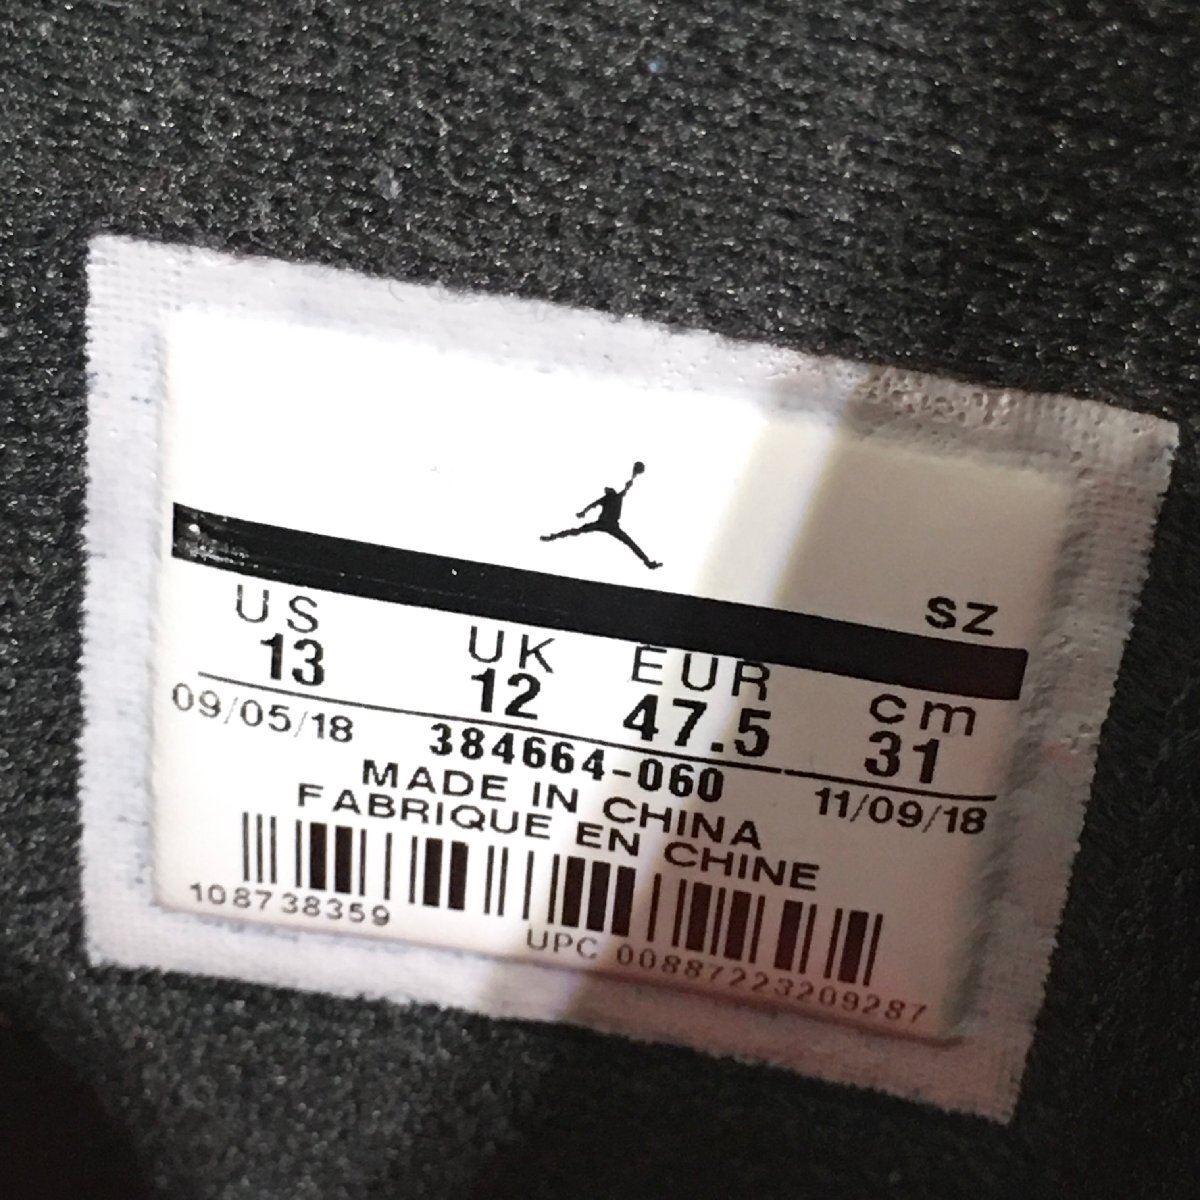 SZ
US UK EUR cm
13 12 47.5 31
09/05/18 384664-060 11/09/18
MADE IN CHINA
FABRIQUE EN CHINE
108738359
UPC 00887223209287